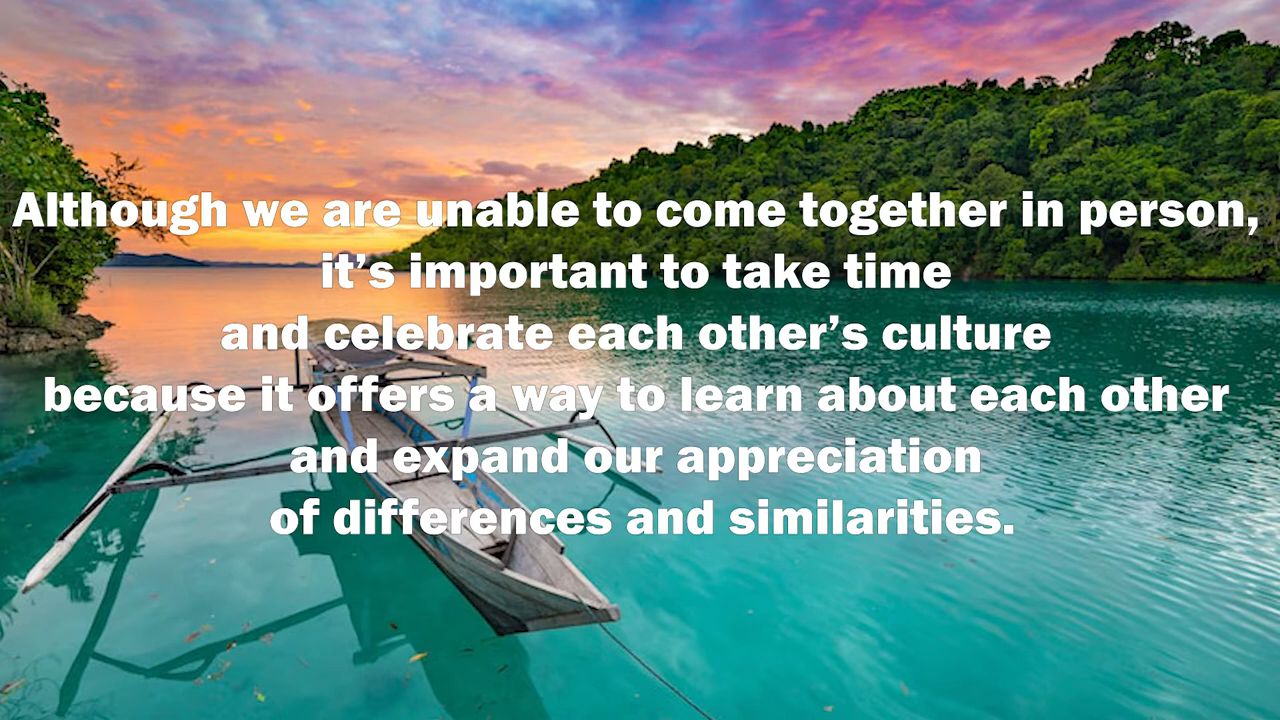 Although we are unable to come together in person,
it’s important to take time
and celebrate each other’s culture
because it offers a way to learn about each other
and expand our appreciation
of differences and similarities.